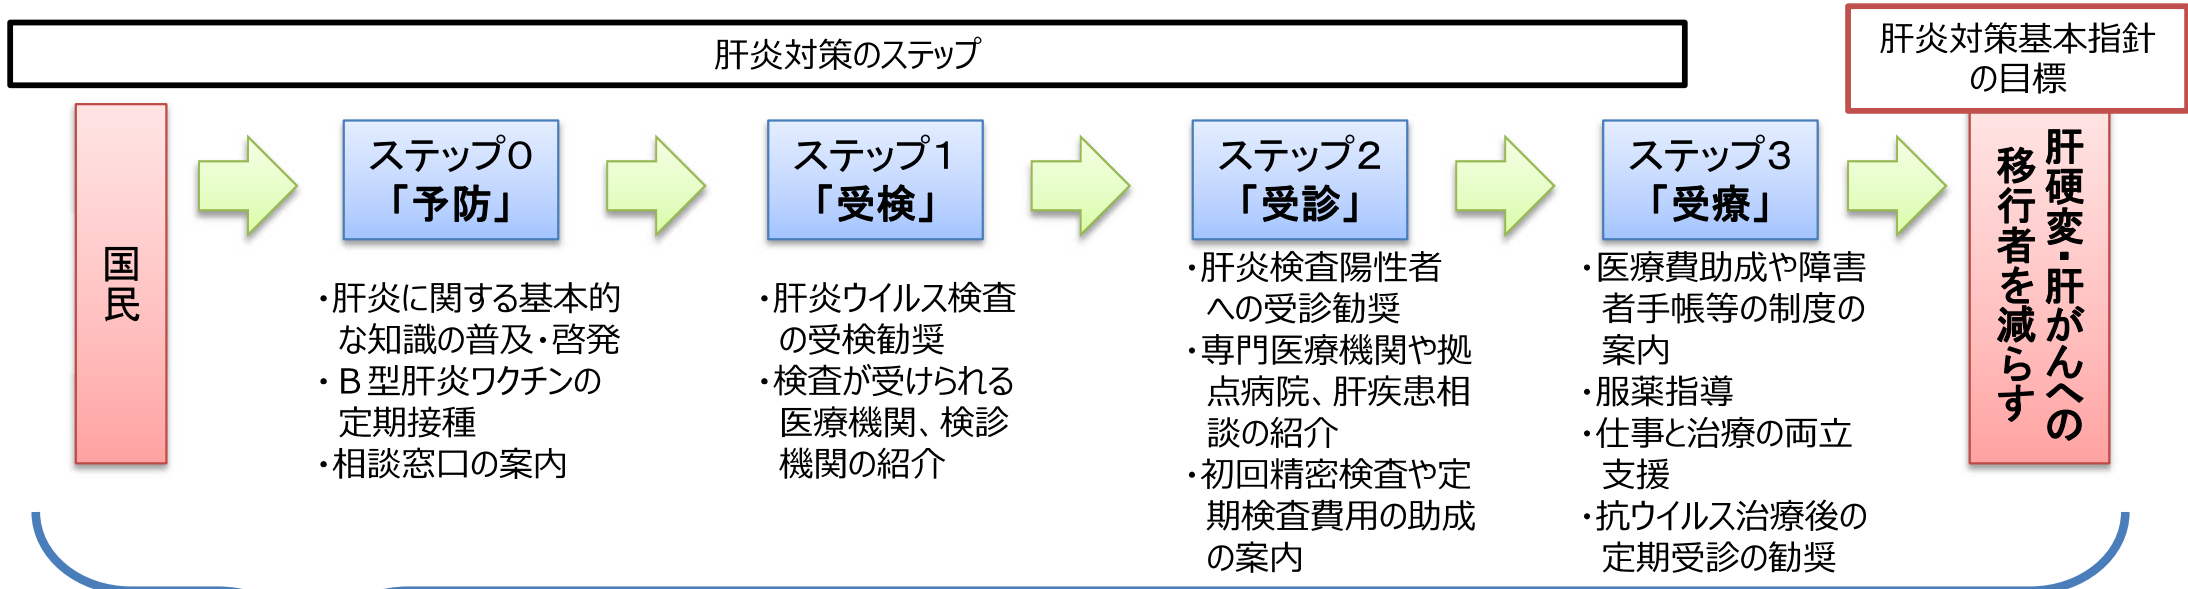 肝炎対策のステップ
肝炎対策基本指針
の目標
国民
ステップ０
「予防」
・肝炎に関する基本的
な知識の普及・啓発
・Ｂ型肝炎ワクチンの
定期接種
・相談窓口の案内
ステップ１
「受検」
・肝炎ウイルス検査
の受検勧奨
・検査が受けられる
医療機関、検診
機関の紹介
ステップ２
「受診」
・肝炎検査陽性者
への受診勧奨
・専門医療機関や拠
点病院、肝疾患相
談の紹介
・初回精密検査や定
期検査費用の助成
の案内
ステップ３
「受療」
・医療費助成や障害
者手帳等の制度の
案内
・服薬指導
・仕事と治療の両立
支援
・抗ウイルス治療後の
定期受診の勧奨
肝硬変・肝がんへの
移行者を減らす